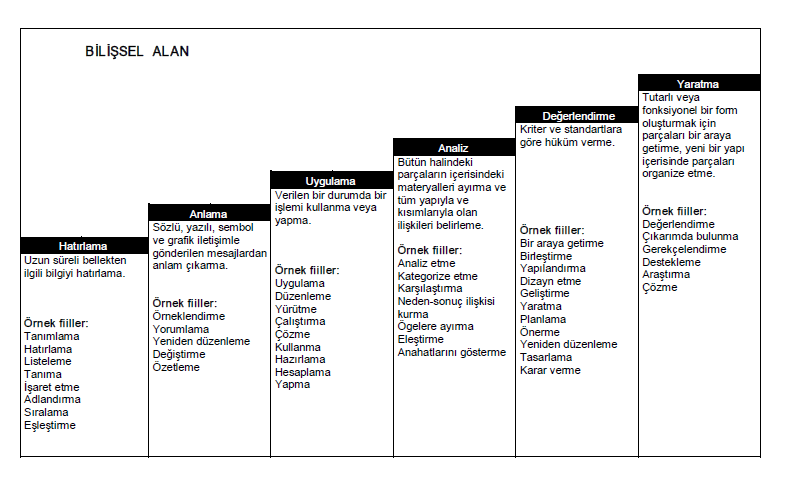 BİLİŞSEL ALAN
Hatırlama
Uzun süreli bellekten
ilgili bilgiyi hatırlama.
Örnek fiiller:
Tanımlama
Hatırlama
Listeleme
Tanıma
İşaret etme
Adlandırma
Sıralama
Eşleştirme
Anlama
Sözlü, yazılı, sembol
ve grafik iletişimle
gönderilen mesajlardan
anlam çıkarma.
Örnek fiiller:
Örneklendirme
Yorumlama
Yeniden düzenleme
Değiştirme
Özetleme
Uygulama
Verilen bir durumda bir
işlemi kullanma veya
yapma.
Örnek fiiller:
Uygulama
Düzenleme
Yürütme
Çalıştırma
Çözme
Kullanma
Hazırlama
Hesaplama
Yapma
Analiz
Bütün halindeki
parçaların içerisindeki
materyalleri ayırma ve
tüm yapıyla ve
kısımlarıyla olan
ilişkileri belirleme.
Örnek fiiller:
Analiz etme
Kategorize etme
Karşılaştırma
Neden-sonuç ilişkisi
kurma
Ögelere ayırma
Eleştirme
Anahatlarını gösterme
Değerlendirme
Kriter ve standartlara
göre hüküm verme.
Örnek fiiller:
Bir araya getirme
Birleştirme
Yapılandırma
Dizayn etme
Geliştirme
Yaratma
Planlama
Önerme
Yeniden düzenleme
Tasarlama
Karar verme
Yaratma
Tutarlı veya
fonksiyonel bir form
oluşturmak için
parçaları bir araya
getirme, yeni bir yapı
içerisinde parçaları
organize etme.
Örnek fiiller:
Değerlendirme
Çıkarımda bulunma
Gerekçelendirme
Destekleme
Araştırma
Çözme